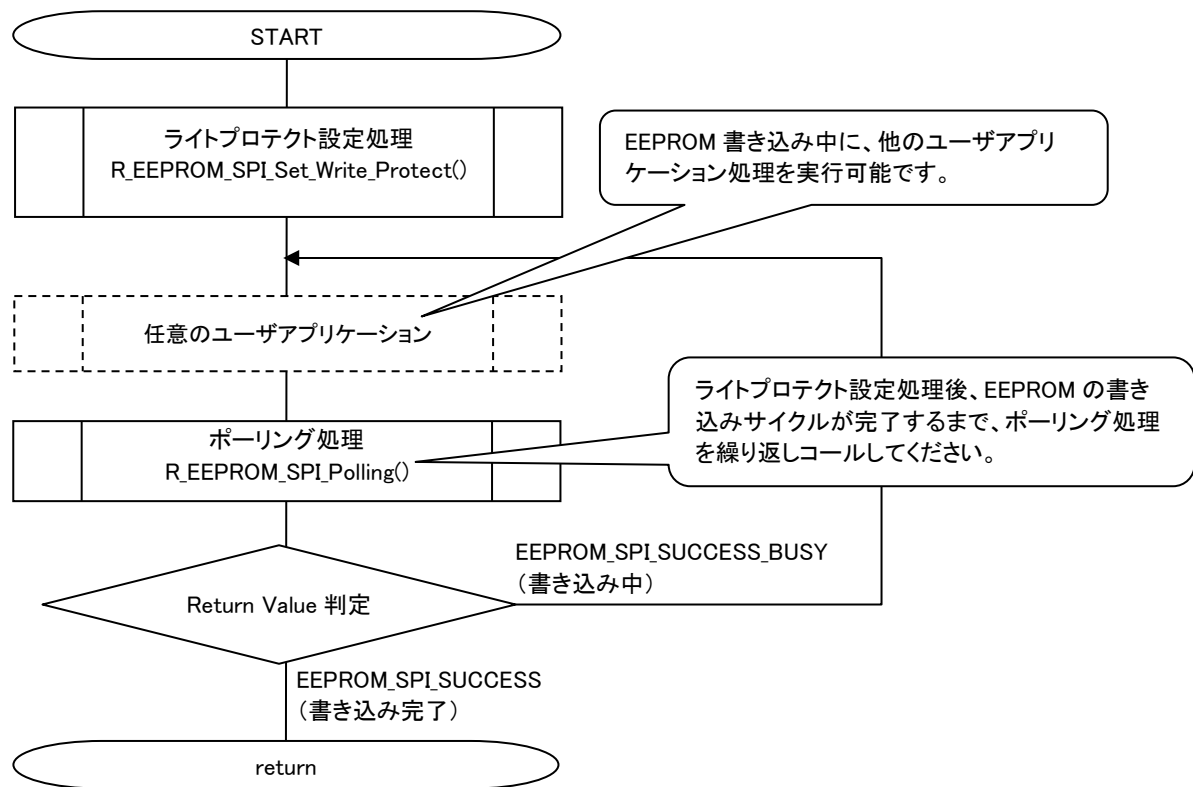 START
ライトプロテクト設定処理
R_EEPROM_SPI_Set_Write_Protect()
EEPROM 書き込み中に、他のユーザアプリ
ケーション処理を実行可能です。
任意のユーザアプリケーション
ライトプロテクト設定処理後、EEPROM の書き
込みサイクルが完了するまで、ポーリング処理
を繰り返しコールしてください。
ポーリング処理
R_EEPROM_SPI_Polling()
EEPROM_SPI_SUCCESS_BUSY
（書き込み中）
Return Value 判定
EEPROM_SPI_SUCCESS
（書き込み完了）
return